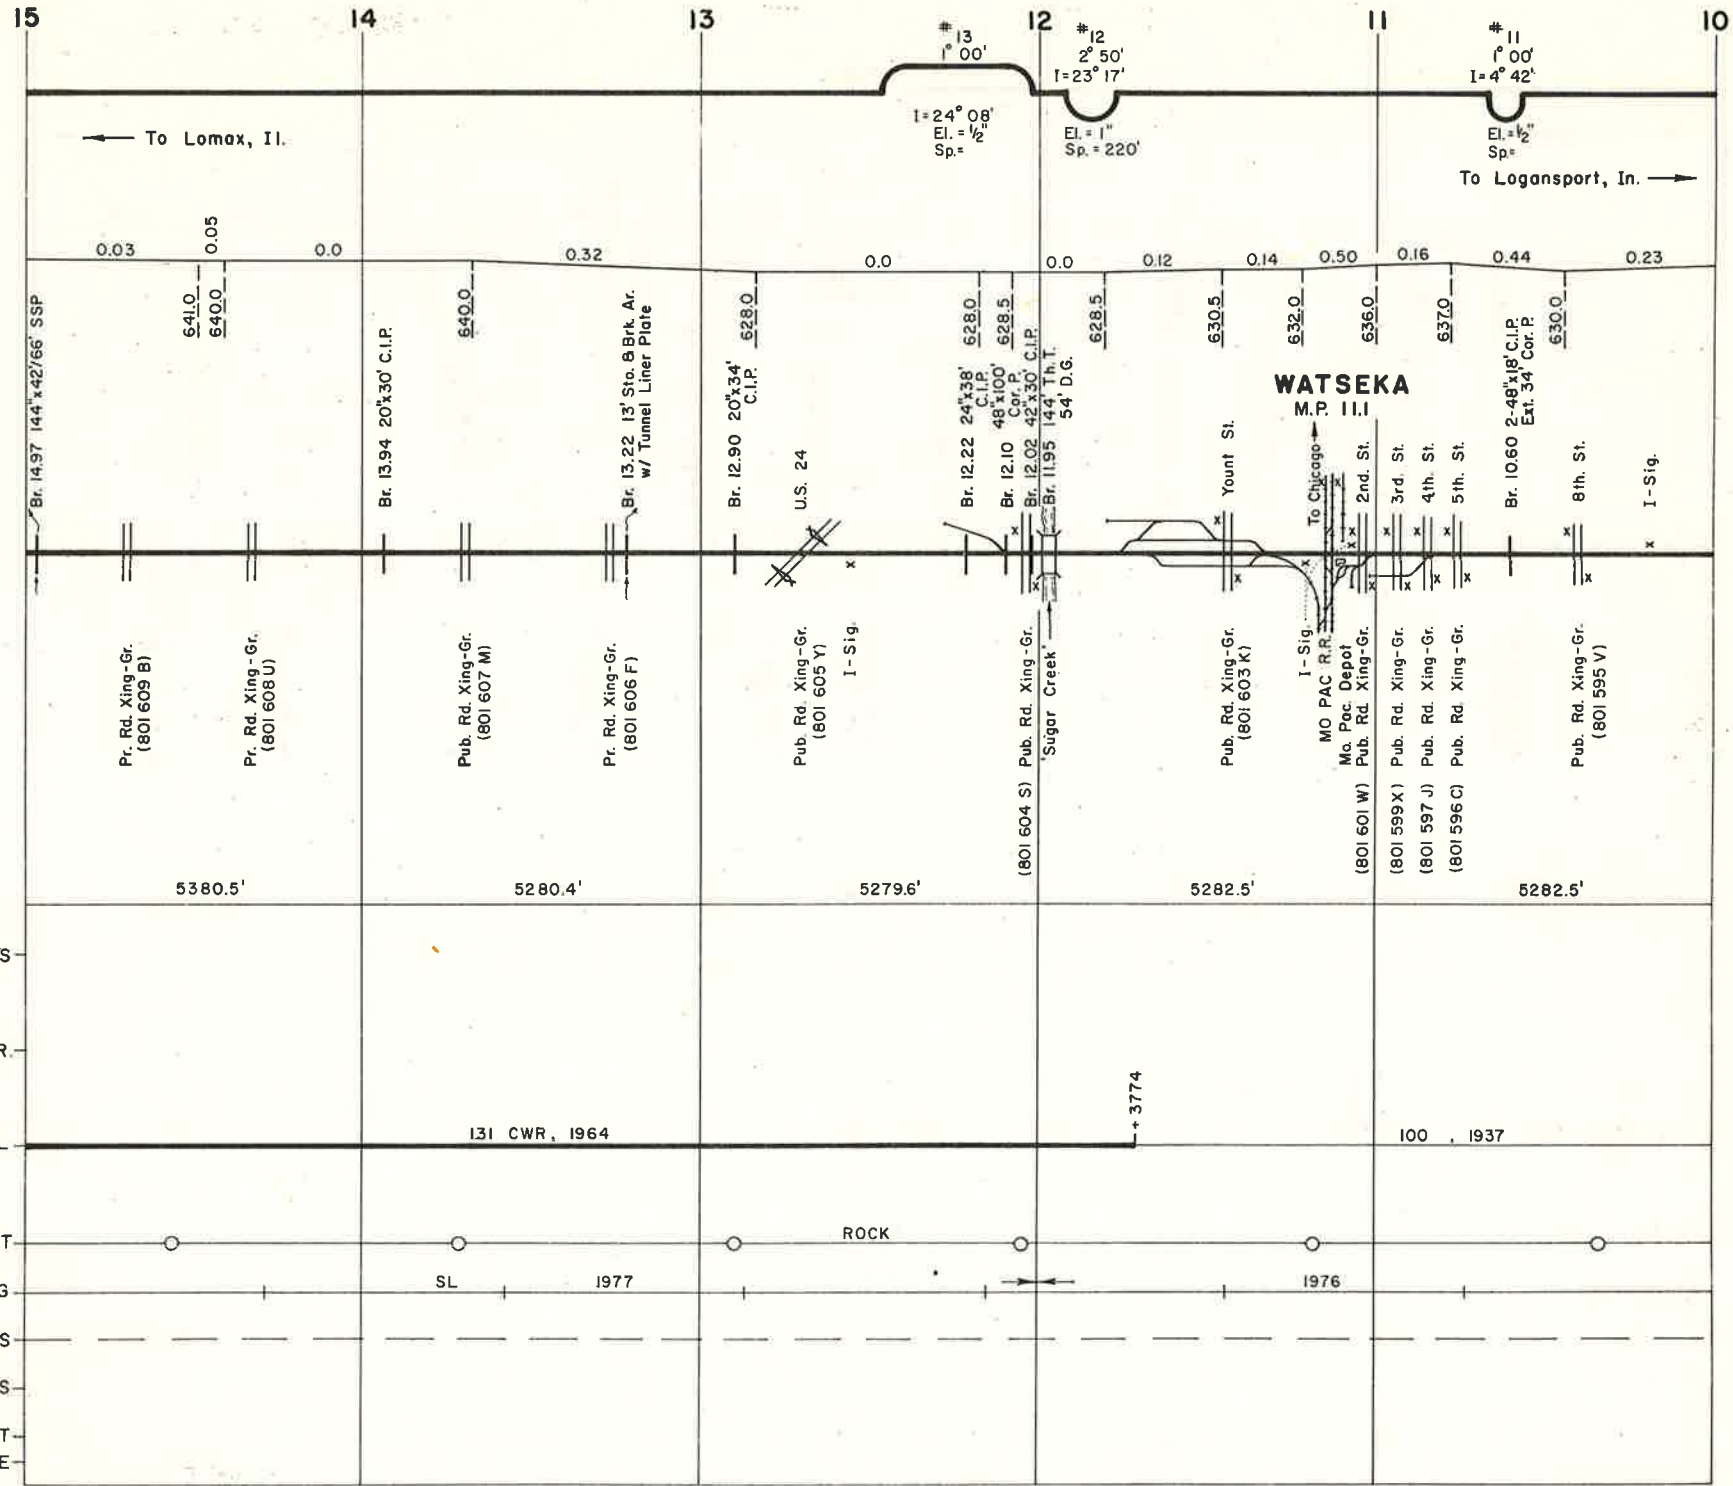 15 14 13 12 11 10
#13
1° 00'
#12
2° 50'
I=23° 17'
#11
1° 00'
I=4° 42'
I=24° 08'
El.=½"
Sp.=
El.=1"
Sp.=220'
El.=½"
Sp=
← To Lomax, Il.
To Logansport, In. →
0.03 0.05 0.0 0.32 0.0 0.0 0.12 0.14 0.50 0.16 0.44 0.23
641.0 640.0 640.0 628.0 628.0 628.5 628.5 630.5 632.0 636.0 637.0 630.0
Br. 14.97 144"x42'/66' SSP
Br. 13.94 20"x30' C.I.P.
Br. 13.22 13' Sto. & Brk. Ar.
w/ Tunnel Liner Plate
Br. 12.90 20"x34'
C.I.P.
U.S. 24
Br. 12.22 24"x38'
C.I.P.
Br. 12.10 48"x100'
Cor. P.
Br. 12.02 42"x30' C.I.P.
Br. 11.95 144' Th. T.
54' D.G.
WATSEKA
M.P. 11.1
Yount St.
To Chicago
2nd. St.
3rd. St.
4th. St.
5th. St.
Br. 10.60 2-48"x18' C.I.P.
Ext. 34' Cor. P.
8th. St.
I-Sig.
Pr. Rd. Xing-Gr.
(801 609 B)
Pr. Rd. Xing-Gr.
(801 608 U)
Pub. Rd. Xing-Gr.
(801 607 M)
Pr. Rd. Xing-Gr.
(801 606 F)
Pub. Rd. Xing-Gr.
(801 605 Y)
I-Sig.
(801 604 S) Pub. Rd. Xing-Gr.
'Sugar Creek'
Pub. Rd. Xing-Gr.
(801 603 K)
I-Sig.
MO PAC R.R.
Mo. Pac. Depot
(801 601 W) Pub. Rd. Xing-Gr.
(801 599 X) Pub. Rd. Xing-Gr.
(801 597 J) Pub. Rd. Xing-Gr.
(801 596 C) Pub. Rd. Xing-Gr.
Pub. Rd. Xing-Gr.
(801 595 V)
5380.5' 5280.4' 5279.6' 5282.5' 5282.5'
S
R.
+3774
131 CWR, 1964 100 , 1937
L
T ROCK
G SL 1977 1976
S
S
T
E